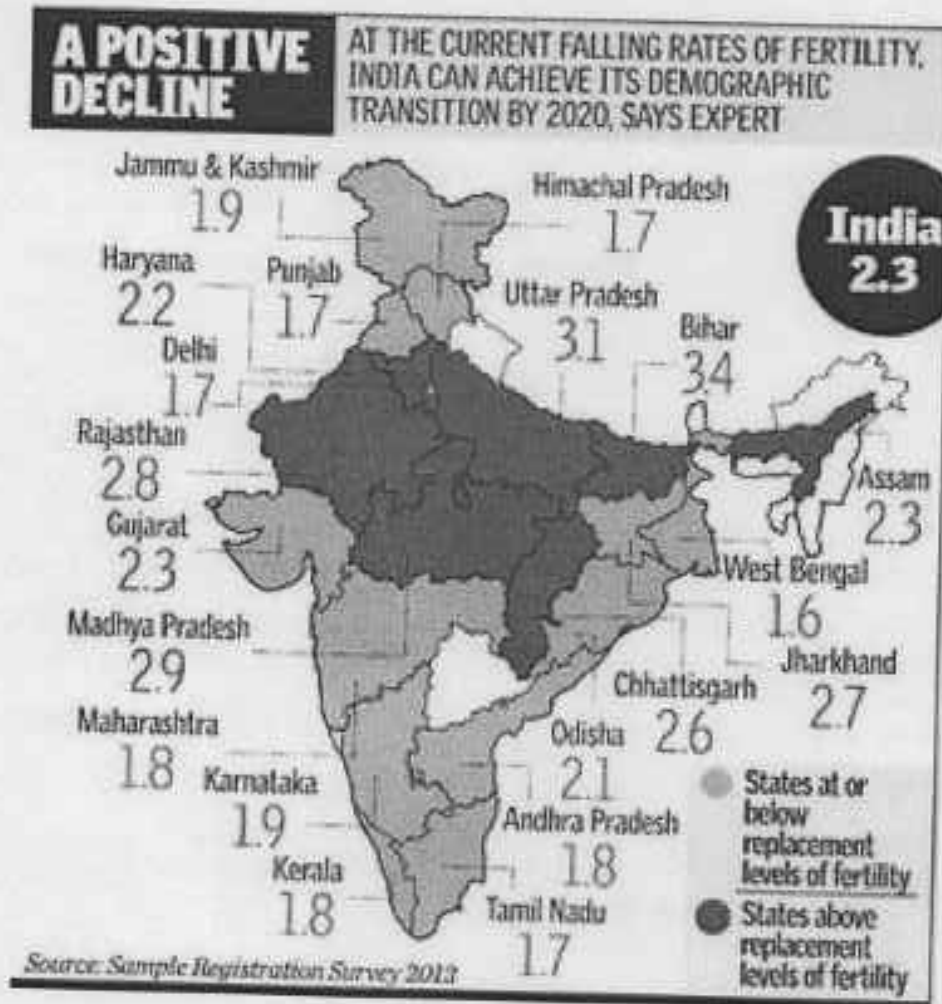 A POSITIVE
DECLINE
AT THE CURRENT FALLING RATES OF FERTILITY,
INDIA CAN ACHIEVE ITS DEMOGRAPHIC
TRANSITION BY 2020, SAYS EXPERT
Jammu & Kashmir
1.9
Himachal Pradesh
1.7
India
2.3
Haryana
2.2
Punjab
1.7
Uttar Pradesh
3.1
Bihar
3.4
Delhi
1.7
Rajasthan
2.8
Assam
2.3
Gujarat
2.3
West Bengal
1.6
Madhya Pradesh
2.9
Jharkhand
2.7
Chhattisgarh
2.6
Maharashtra
1.8
Odisha
2.1
Karnataka
1.9
Andhra Pradesh
1.8
Kerala
1.8
Tamil Nadu
1.7
States at or
below
replacement
levels of fertility
States above
replacement
levels of fertility
Source: Sample Registration Survey 2013